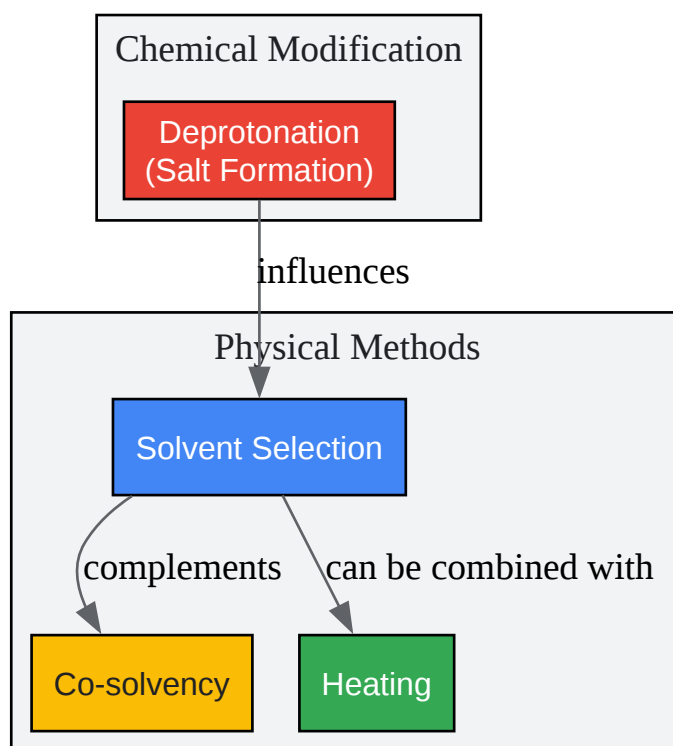 Chemical Modification
Deprotonation
(Salt Formation)
influences
Physical Methods
Solvent Selection
complements
can be combined with
Co-solvency
Heating